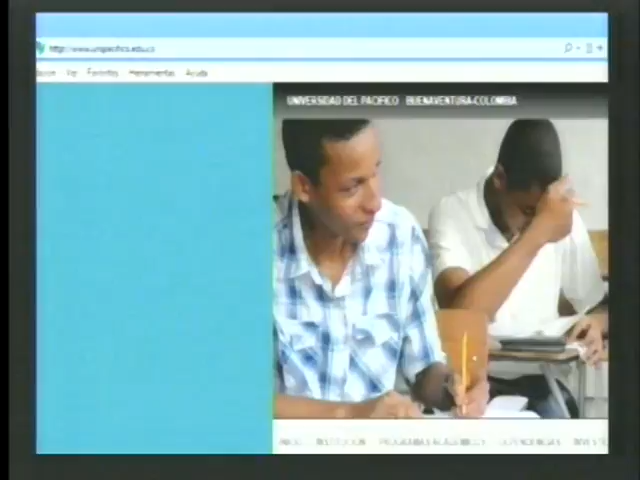 http://www.unipacifico.edu.co
Ver Favoritos Herramientas Ayuda
UNIVERSIDAD DEL PACIFICO BUENAVENTURA-COLOMBIA
INICIO INSTITUCION PROGRAMAS ACADEMICOS DEPENDENCIAS